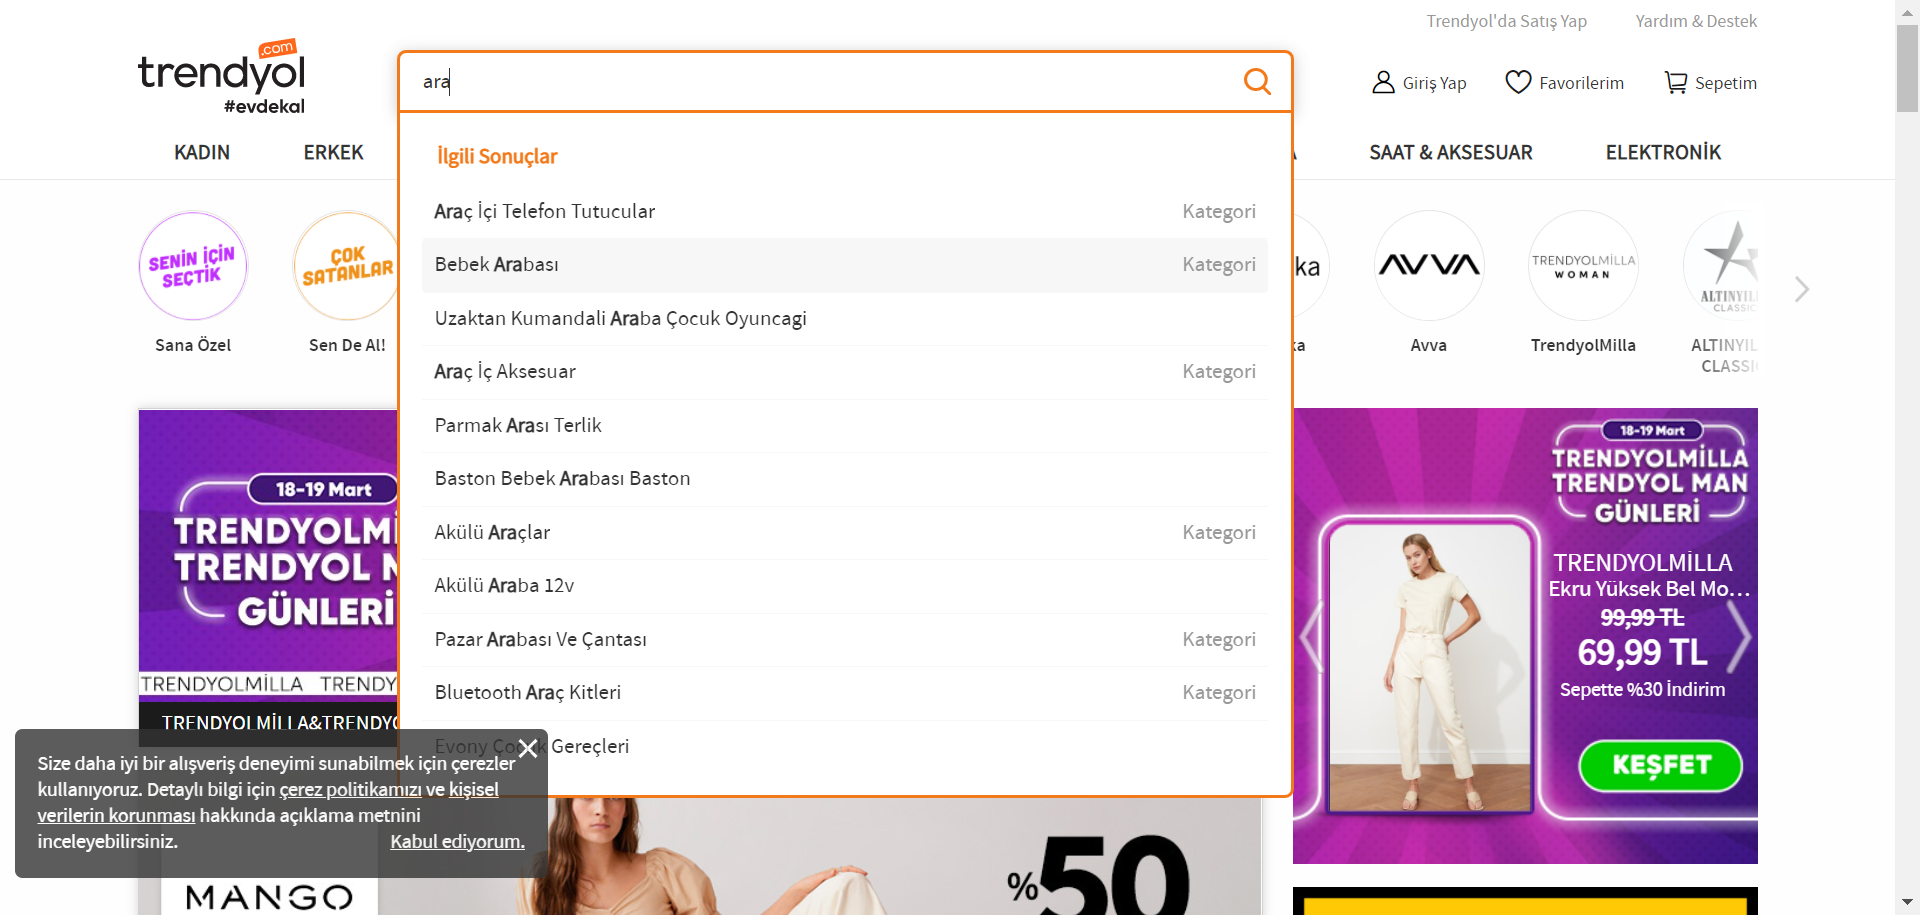 Trendyol'da Satış Yap
Yardım & Destek
trendyol
.com
#evdekal
ara
Giriş Yap
Favorilerim
Sepetim
KADIN
ERKEK
SAAT & AKSESUAR
ELEKTRONİK
İlgili Sonuçlar
Araç İçi Telefon Tutucular Kategori
Bebek Arabası Kategori
Uzaktan Kumandali Araba Çocuk Oyuncagi
Araç İç Aksesuar Kategori
Parmak Arası Terlik
Baston Bebek Arabası Baston
Akülü Araçlar Kategori
Akülü Araba 12v
Pazar Arabası Ve Çantası Kategori
Bluetooth Araç Kitleri Kategori
Evony Çocuk Gereçleri
SENİN İÇİN
SEÇTİK
Sana Özel
ÇOK
SATANLAR
Sen De Al!
ka
ka
AVVA
Avva
TRENDYOLMILLA
WOMAN
TrendyolMilla
ALTINYIL
CLASSIC
ALTINYIL
CLASSI
18-19 Mart
TRENDYOLMİ
TRENDYOL M
GÜNLERİ
TRENDYOLMILLA TRENDY
TRENDYOLMİLLA&TRENDYO
18-19 Mart
TRENDYOLMİLLA
TRENDYOL MAN
GÜNLERİ
TRENDYOLMİLLA
Ekru Yüksek Bel Mo...
99,99 TL
69,99 TL
Sepette %30 İndirim
KEŞFET
Size daha iyi bir alışveriş deneyimi sunabilmek için çerezler
kullanıyoruz. Detaylı bilgi için çerez politikamızı ve kişisel
verilerin korunması hakkında açıklama metnini
inceleyebilirsiniz.
Kabul ediyorum.
MANGO
%50